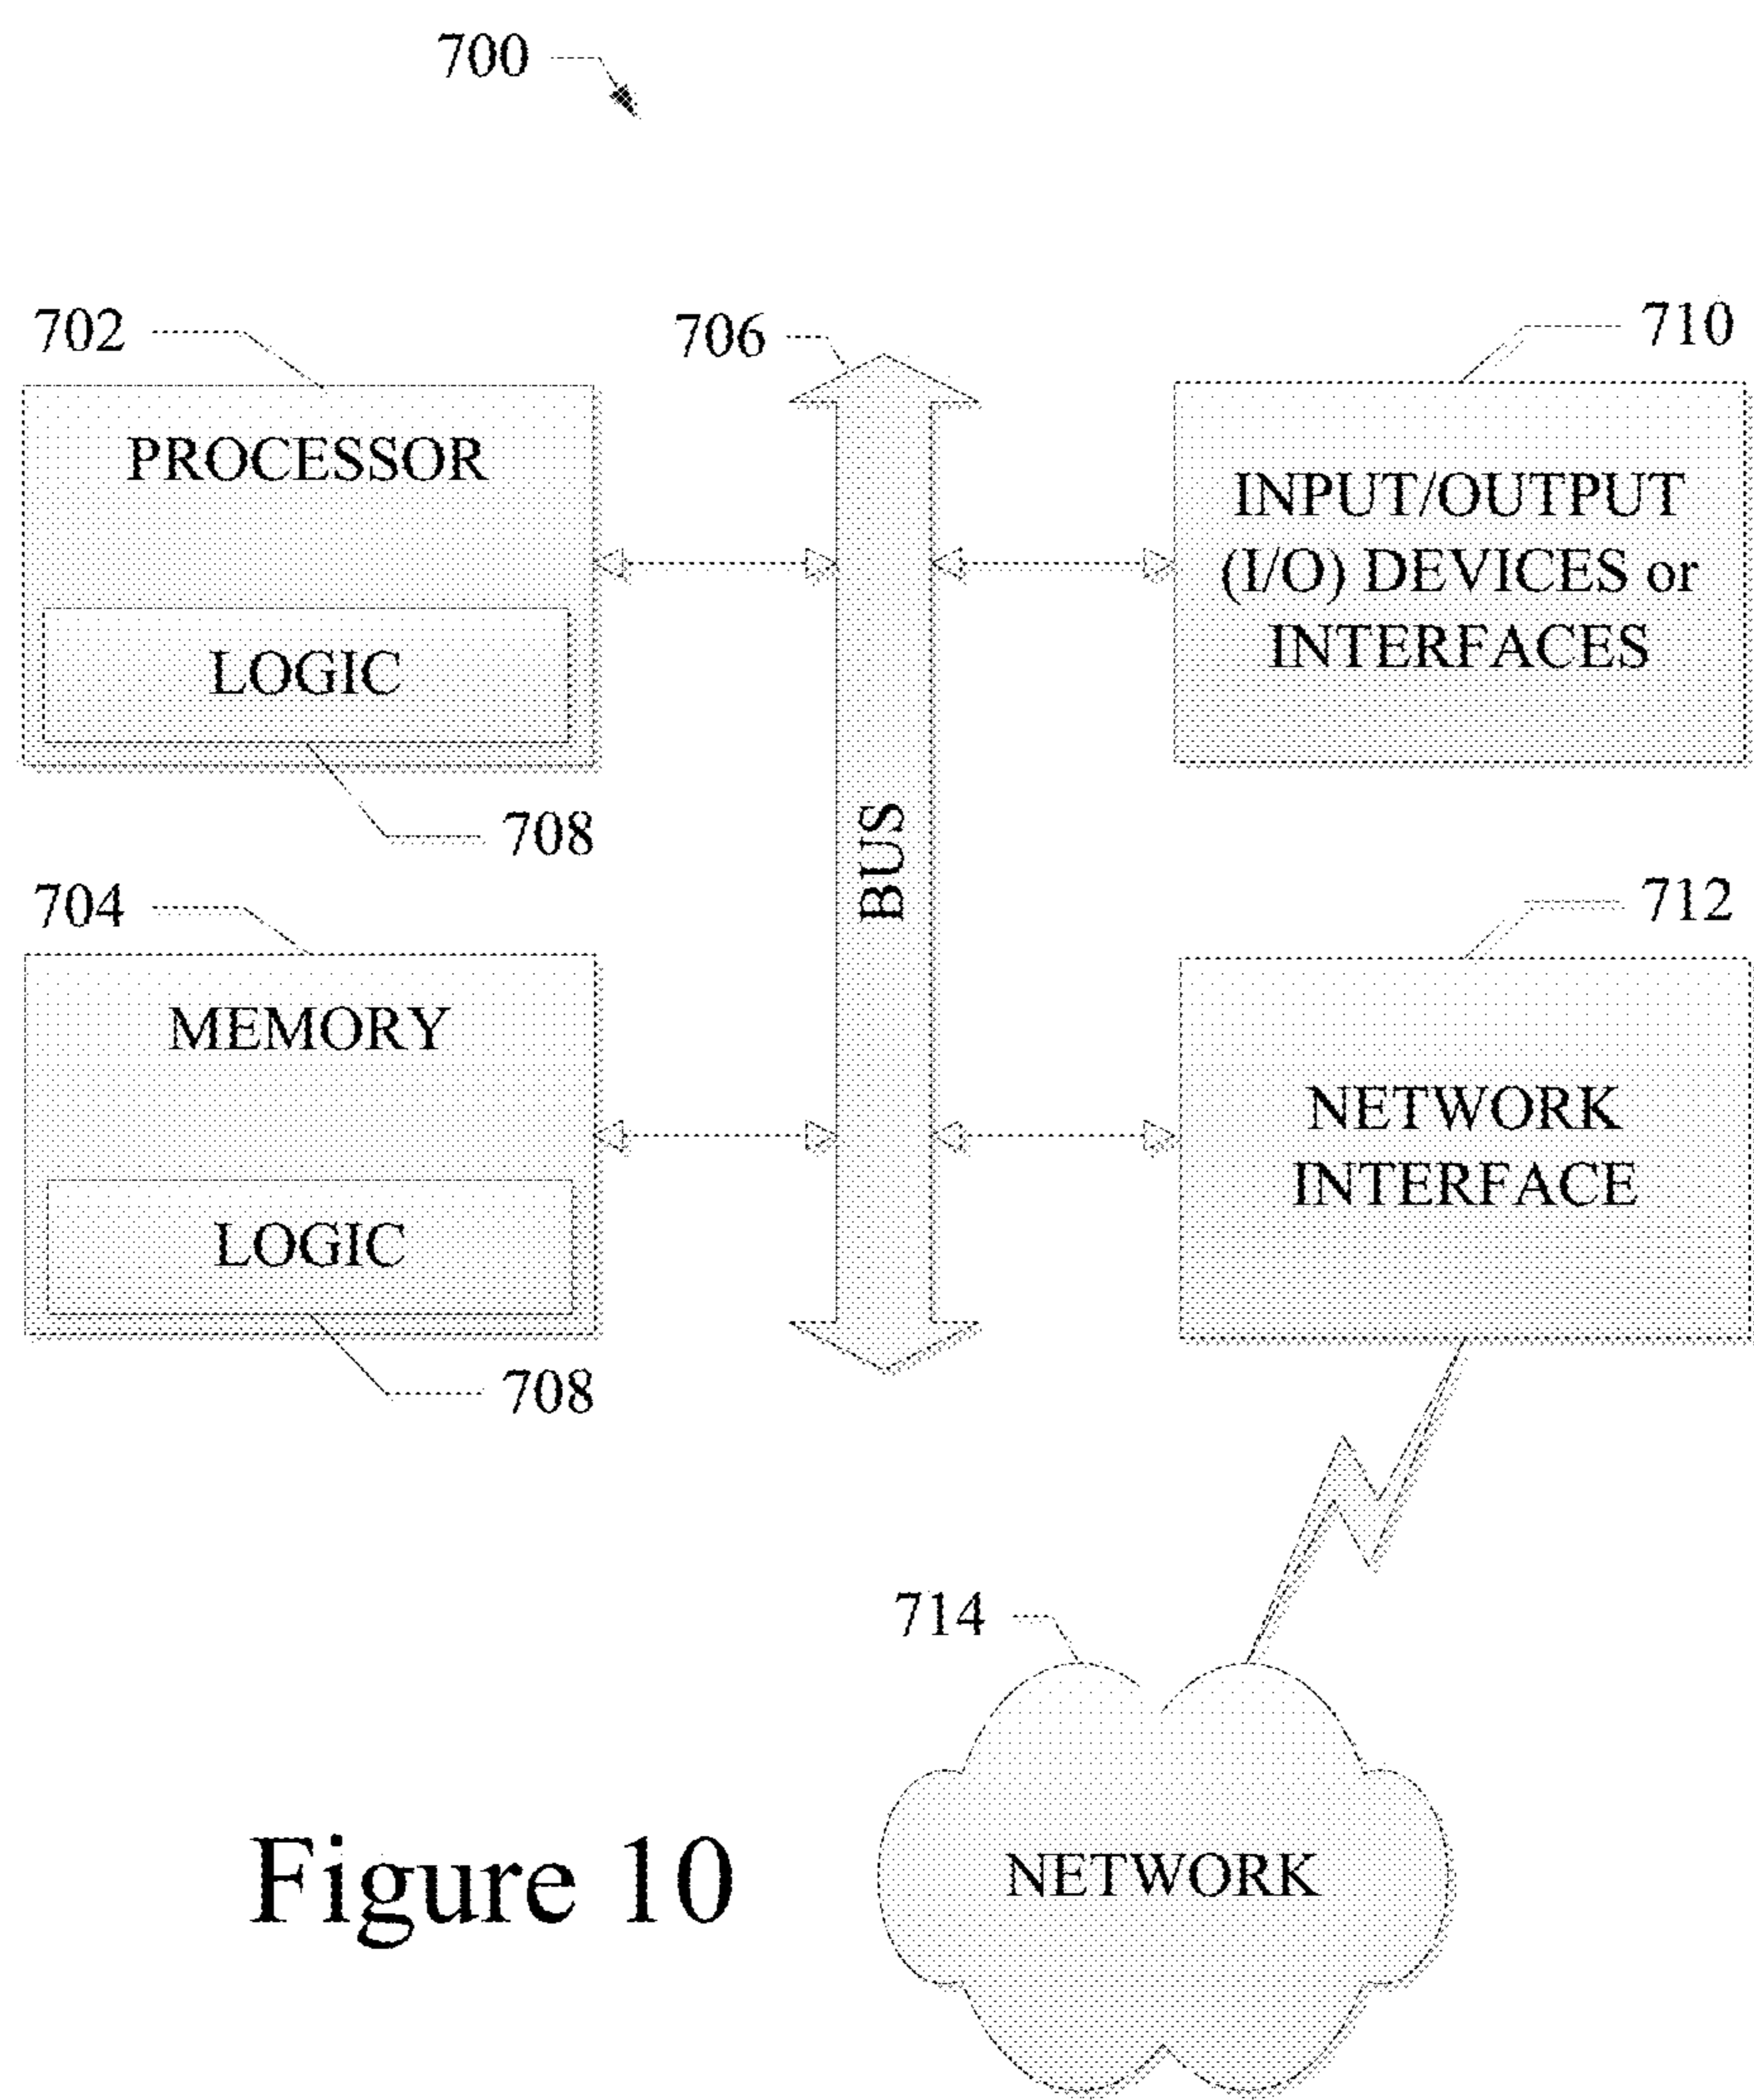 700
702
706
710
PROCESSOR
INPUT/OUTPUT
(I/O) DEVICES or
INTERFACES
LOGIC
708
BUS
704
712
MEMORY
NETWORK
INTERFACE
LOGIC
708
714
NETWORK
Figure 10